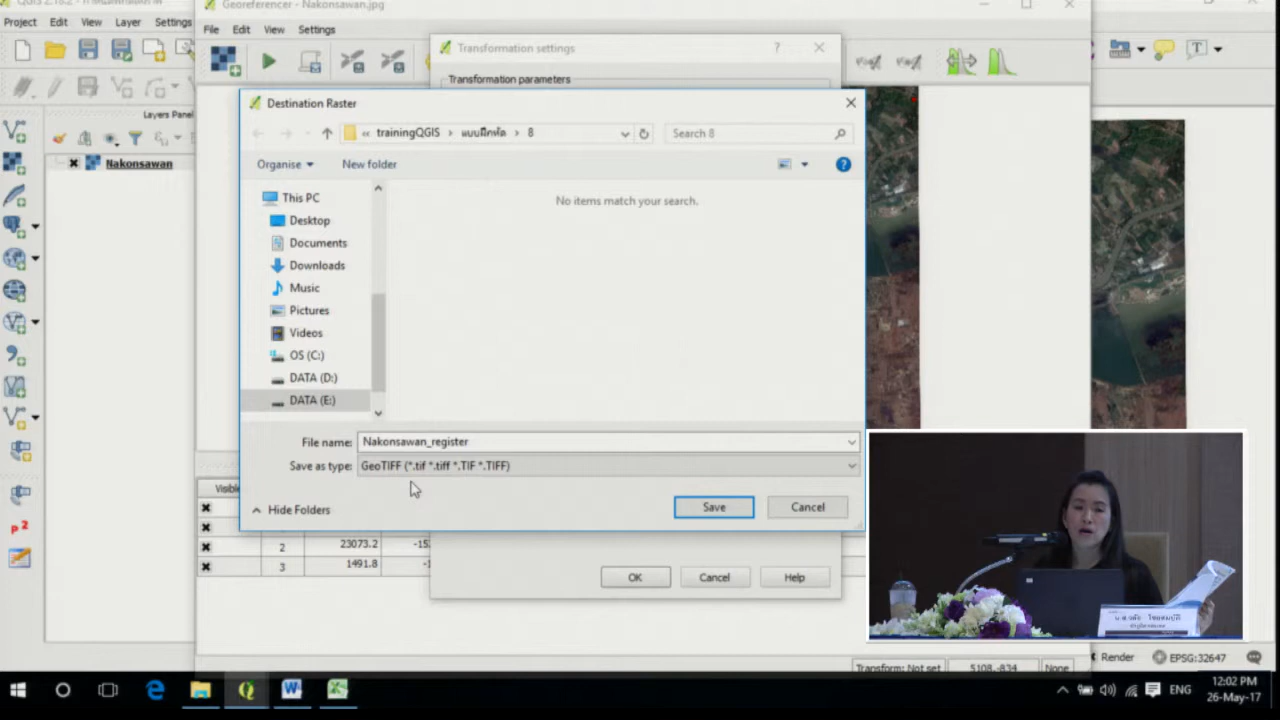 Georeferencer - Nakonsawan.jpg
Project Edit View Layer Settings
File Edit View Settings
Transformation settings
?
Transformation parameters
T
Layers Panel
Nakonsawan
Destination Raster
« trainingQGIS › แบบฝึกหัด › 8
Search 8
Organise
New folder
?
This PC
Desktop
Documents
Downloads
Music
Pictures
Videos
OS (C:)
DATA (D:)
DATA (E:)
No items match your search.
File name: Nakonsawan_register
Save as type: GeoTIFF (*.tif *.tiff *.TIF *.TIFF)
Hide Folders
Save
Cancel
2 23073.2
3 1491.8
OK
Cancel
Help
Transform: Not set
5108,-834
None
Render
EPSG:32647
W
ENG
12:02 PM
26-May-17